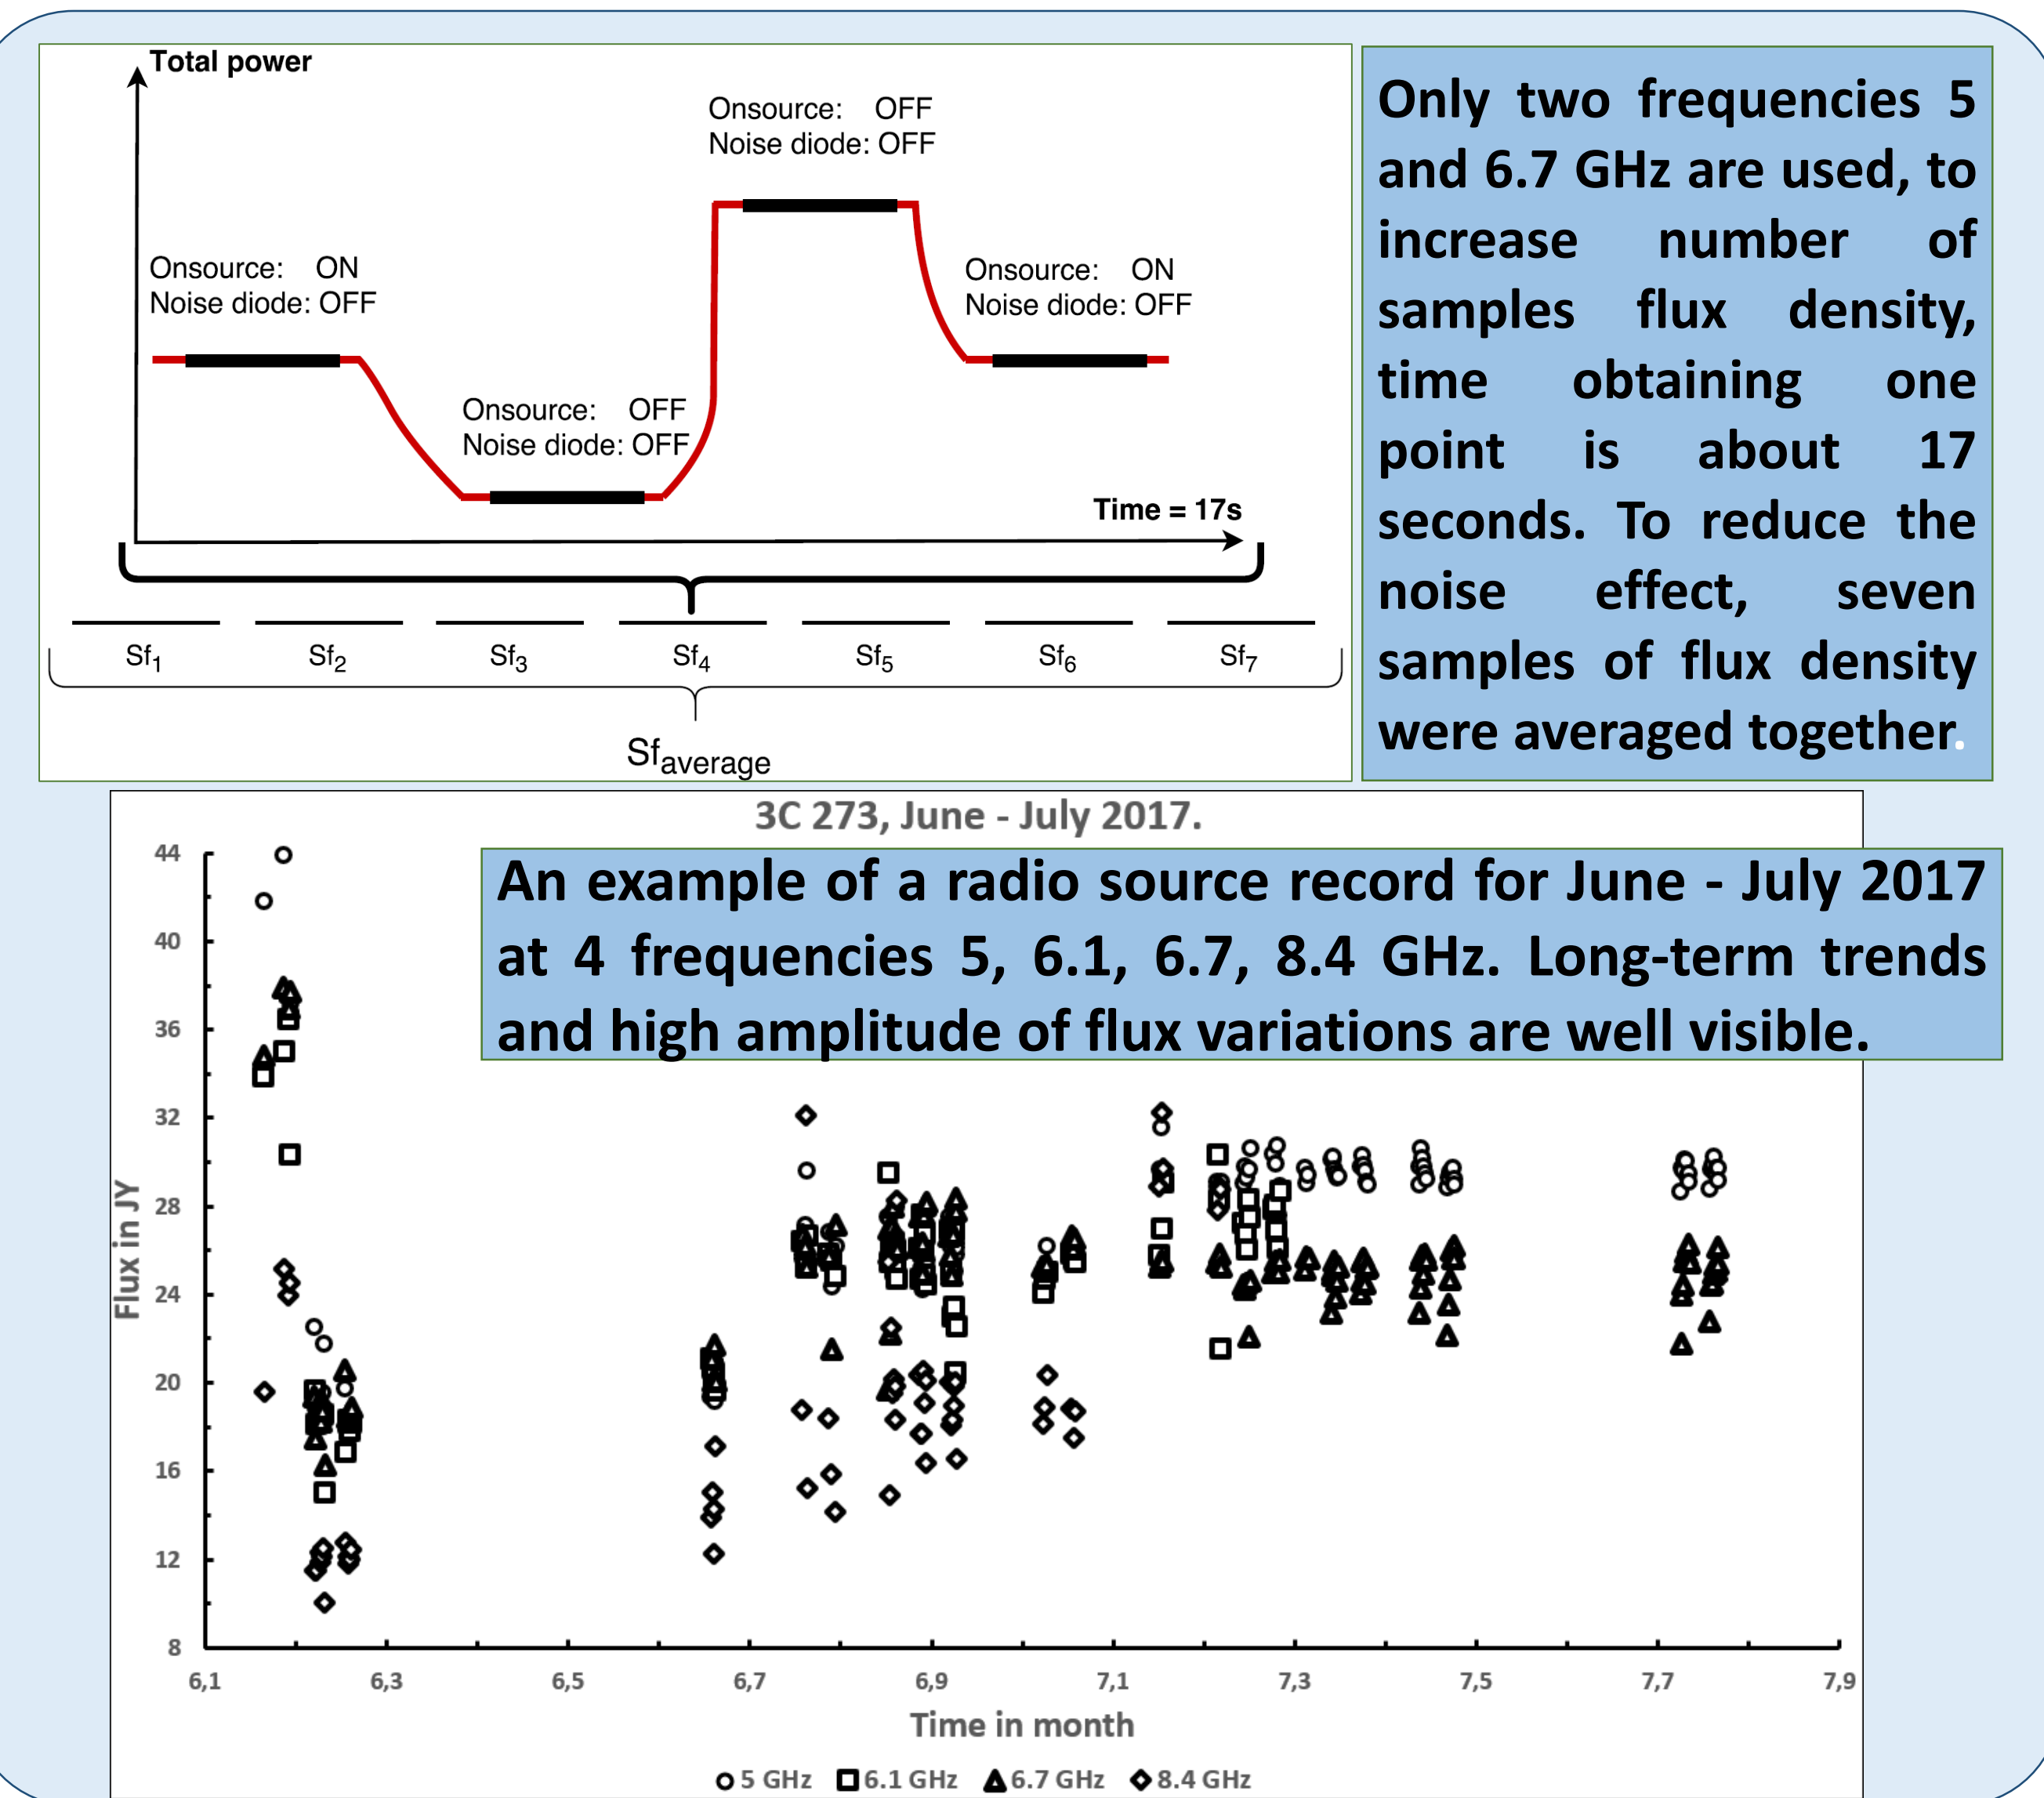 Total power
Onsource: OFF
Noise diode: OFF
Onsource: ON
Noise diode: OFF
Onsource: ON
Noise diode: OFF
Onsource: OFF
Noise diode: OFF
Time = 17s
Sf1 Sf2 Sf3 Sf4 Sf5 Sf6 Sf7
Sfaverage
Only two frequencies 5
and 6.7 GHz are used, to
increase number of
samples flux density,
time obtaining one
point is about 17
seconds. To reduce the
noise effect, seven
samples of flux density
were averaged together.
3C 273, June - July 2017.
An example of a radio source record for June - July 2017
at 4 frequencies 5, 6.1, 6.7, 8.4 GHz. Long-term trends
and high amplitude of flux variations are well visible.
Flux in JY
44
40
36
32
28
24
20
16
12
8
6,1 6,3 6,5 6,7 6,9 7,1 7,3 7,5 7,7 7,9
Time in month
5 GHz 6.1 GHz 6.7 GHz 8.4 GHz